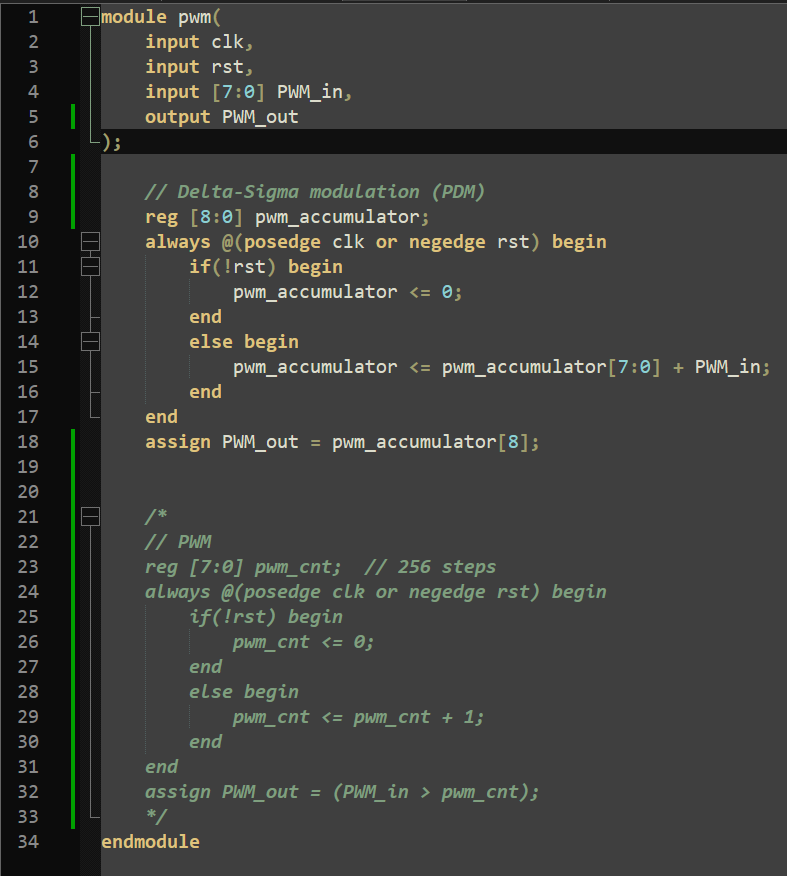 1 module pwm(
2 input clk,
3 input rst,
4 input [7:0] PWM_in,
5 output PWM_out
6 );
7
8 // Delta-Sigma modulation (PDM)
9 reg [8:0] pwm_accumulator;
10 always @(posedge clk or negedge rst) begin
11 if(!rst) begin
12 pwm_accumulator <= 0;
13 end
14 else begin
15 pwm_accumulator <= pwm_accumulator[7:0] + PWM_in;
16 end
17 end
18 assign PWM_out = pwm_accumulator[8];
19
20
21 /*
22 // PWM
23 reg [7:0] pwm_cnt;  // 256 steps
24 always @(posedge clk or negedge rst) begin
25 if(!rst) begin
26 pwm_cnt <= 0;
27 end
28 else begin
29 pwm_cnt <= pwm_cnt + 1;
30 end
31 end
32 assign PWM_out = (PWM_in > pwm_cnt);
33 */
34 endmodule